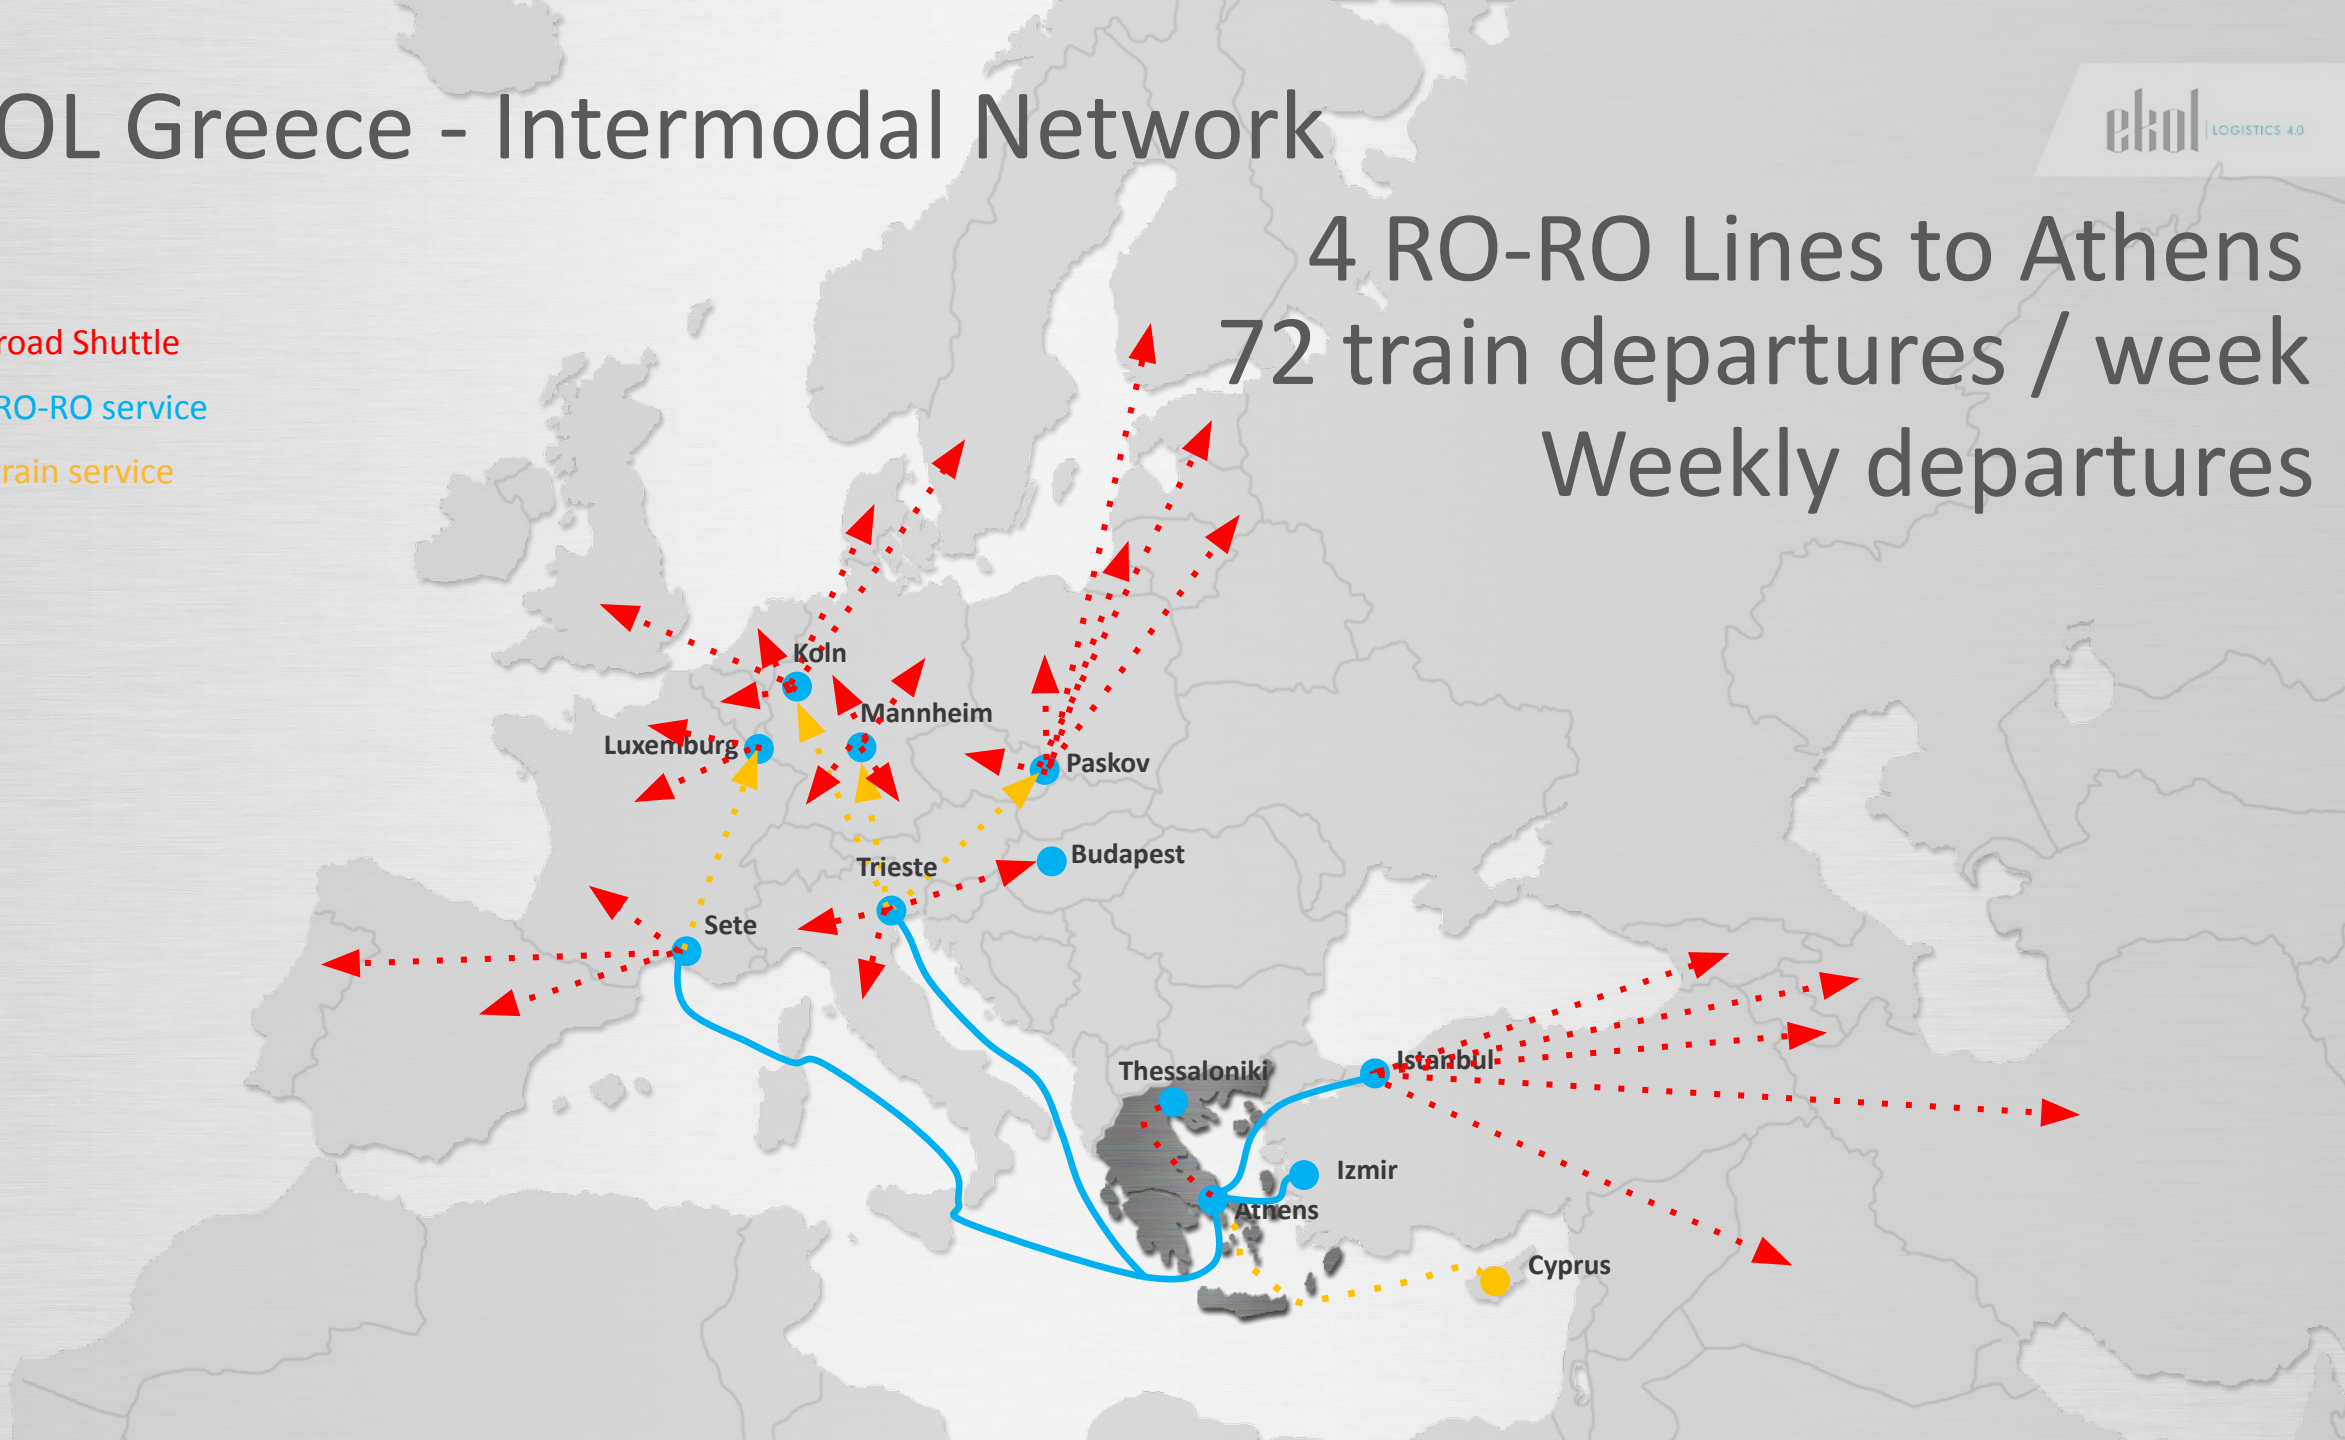 OL Greece - Intermodal Network
ekol LOGISTICS 4.0
4 RO-RO Lines to Athens
72 train departures / week
Weekly departures
road Shuttle
RO-RO service
rain service
Koln
Mannheim
Luxemburg
Paskov
Budapest
Trieste
Sete
Thessaloniki
Istanbul
Izmir
Athens
Cyprus